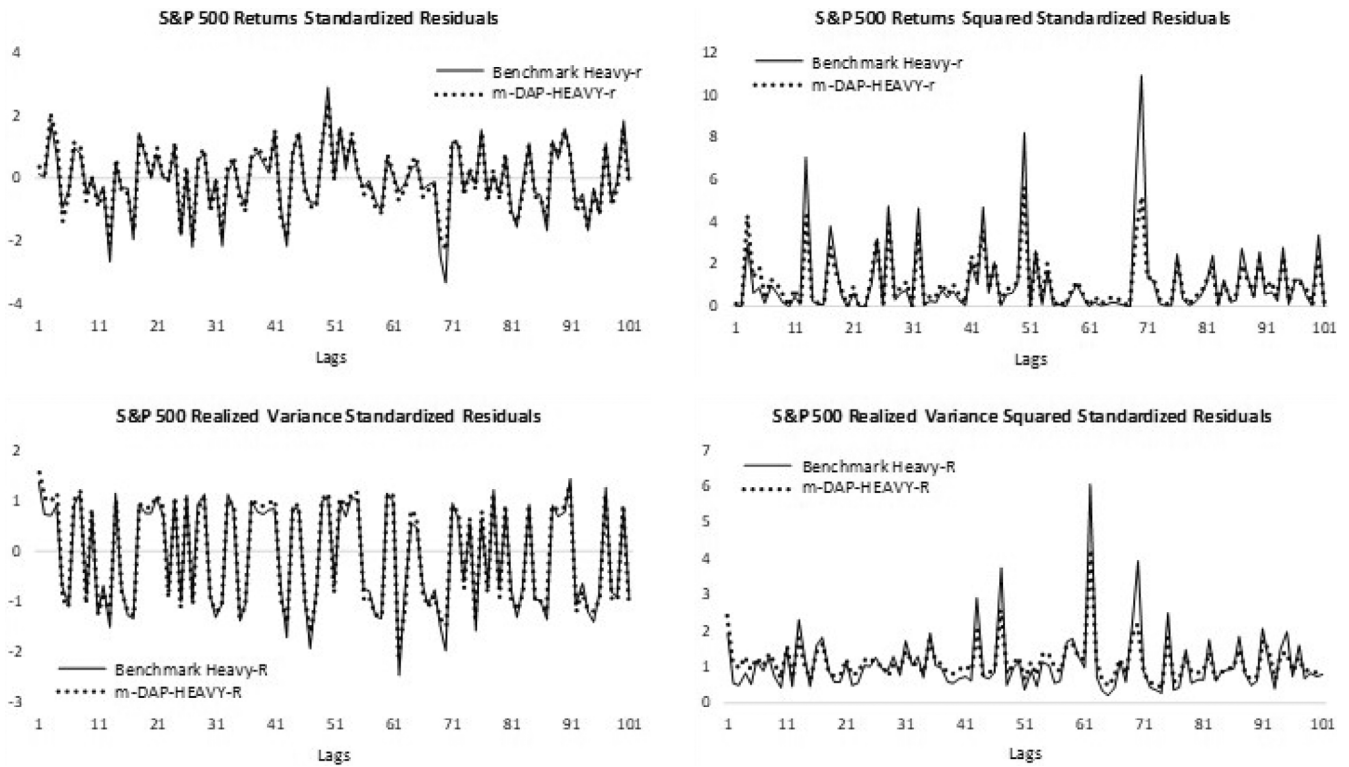 S&P 500 Returns Standardized Residuals
4
2
0
-2
-4
Benchmark Heavy-r
m-DAP-HEAVY-r
1 11 21 31 41 51 61 71 81 91 101
Lags
S&P 500 Returns Squared Standardized Residuals
12
10
8
6
4
2
0
Benchmark Heavy-r
m-DAP-HEAVY-r
1 11 21 31 41 51 61 71 81 91 101
Lags
S&P 500 Realized Variance Standardized Residuals
2
1
0
-1
-2
-3
Benchmark Heavy-R
m-DAP-HEAVY-R
1 11 21 31 41 51 61 71 81 91 101
Lags
S&P 500 Realized Variance Squared Standardized Residuals
7
6
5
4
3
2
1
0
Benchmark Heavy-R
m-DAP-HEAVY-R
1 11 21 31 41 51 61 71 81 91 101
Lags